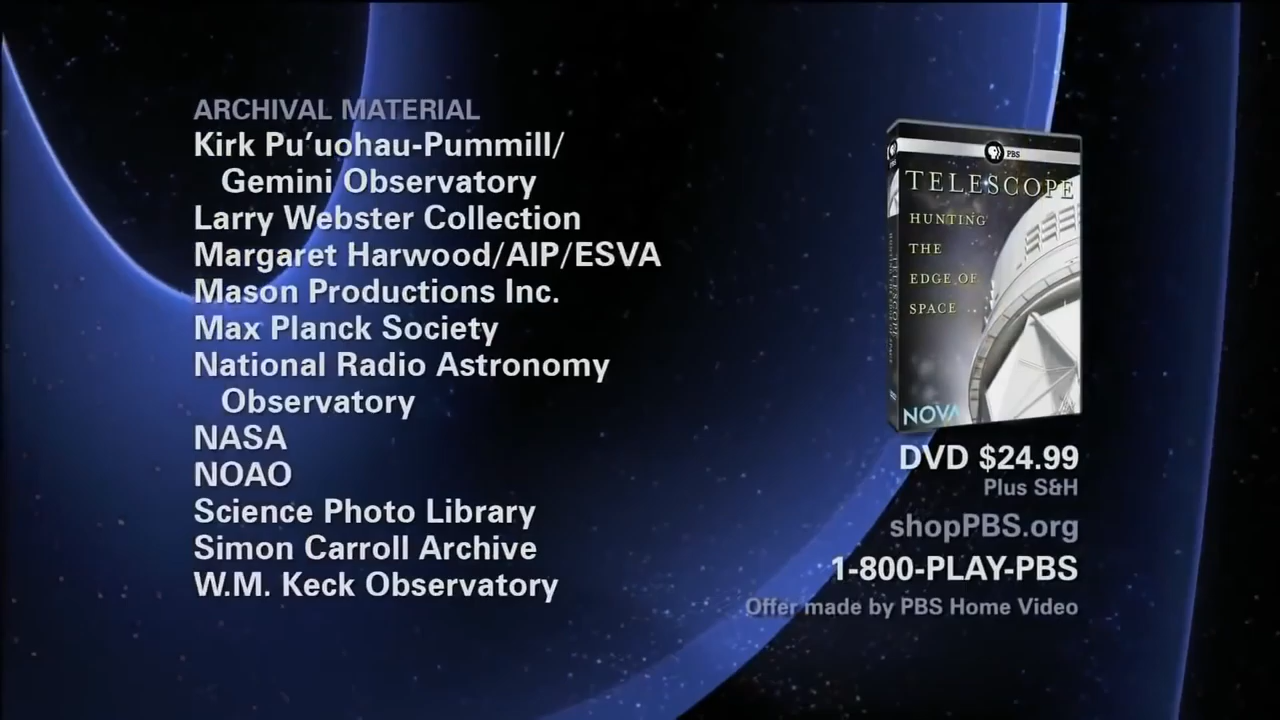 ARCHIVAL MATERIAL
Kirk Pu’uohau-Pummill/
Gemini Observatory
Larry Webster Collection
Margaret Harwood/AIP/ESVA
Mason Productions Inc.
Max Planck Society
National Radio Astronomy
Observatory
NASA
NOAO
Science Photo Library
Simon Carroll Archive
W.M. Keck Observatory
PBS
TELESCOPE
HUNTING
THE
EDGE OF
SPACE
NOVA
DVD $24.99
Plus S&H
shopPBS.org
1-800-PLAY-PBS
Offer made by PBS Home Video